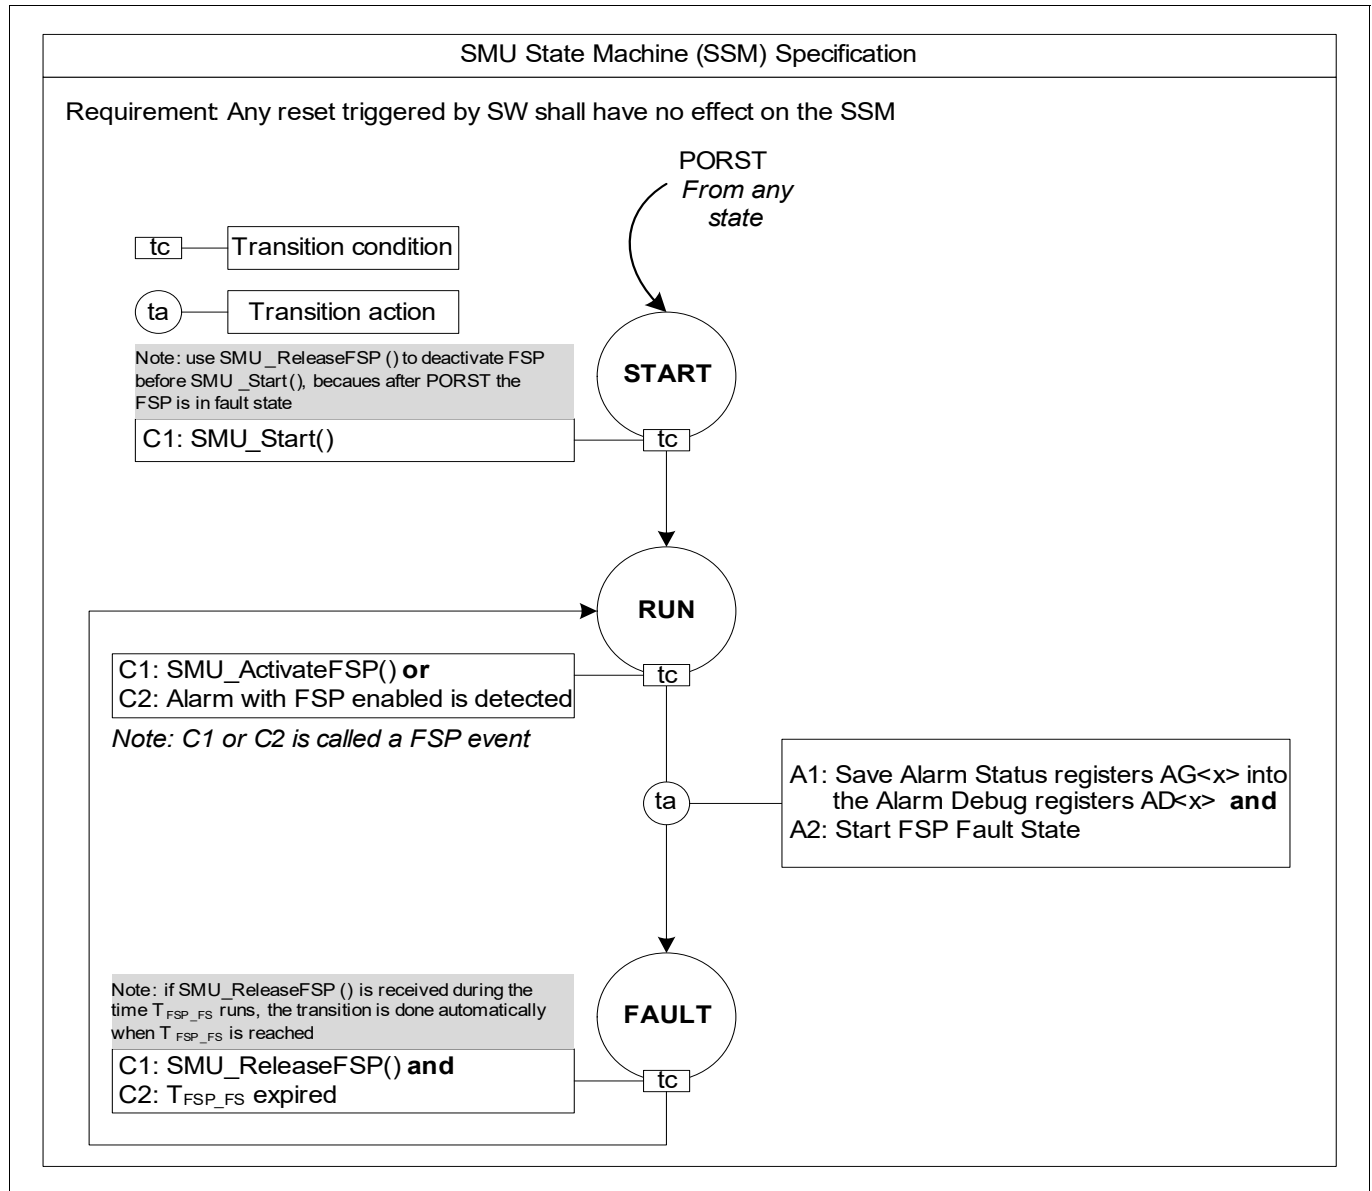 SMU State Machine (SSM) Specification
Requirement: Any reset triggered by SW shall have no effect on the SSM
PORST
From any
state
tc
Transition condition
ta
Transition action
Note: use SMU_ReleaseFSP () to deactivate FSP
before SMU _Start(), becaues after PORST the
FSP is in fault state
START
C1: SMU_Start()
tc
RUN
C1: SMU_ActivateFSP() or
C2: Alarm with FSP enabled is detected
tc
Note: C1 or C2 is called a FSP event
ta
A1: Save Alarm Status registers AG<x> into
the Alarm Debug registers AD<x> and
A2: Start FSP Fault State
Note: if SMU_ReleaseFSP () is received during the
time T FSP_FS runs, the transition is done automatically
when T FSP_FS is reached
FAULT
C1: SMU_ReleaseFSP() and
C2: TFSP_FS expired
tc